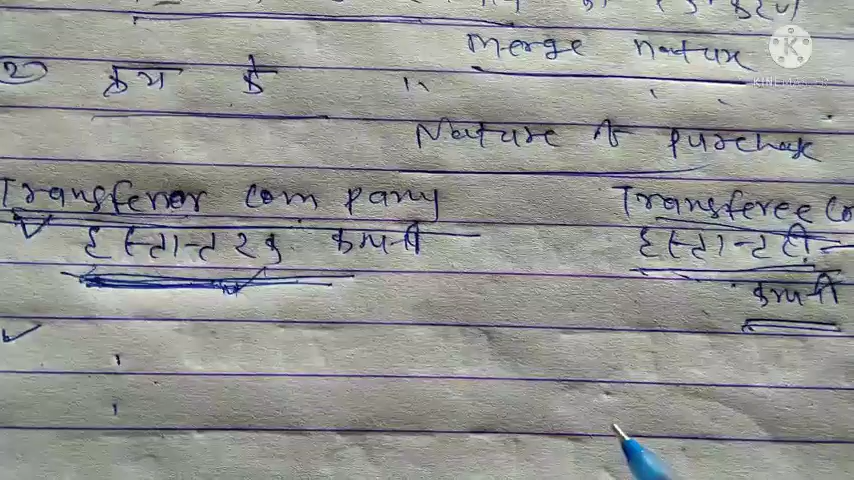 Merge nature
KINEMASTER
2 क्रय के "
Nature of purchase
Transferor company Transferee Co
हस्तान्तरक कम्पनी हस्तान्तरी
कम्पनी